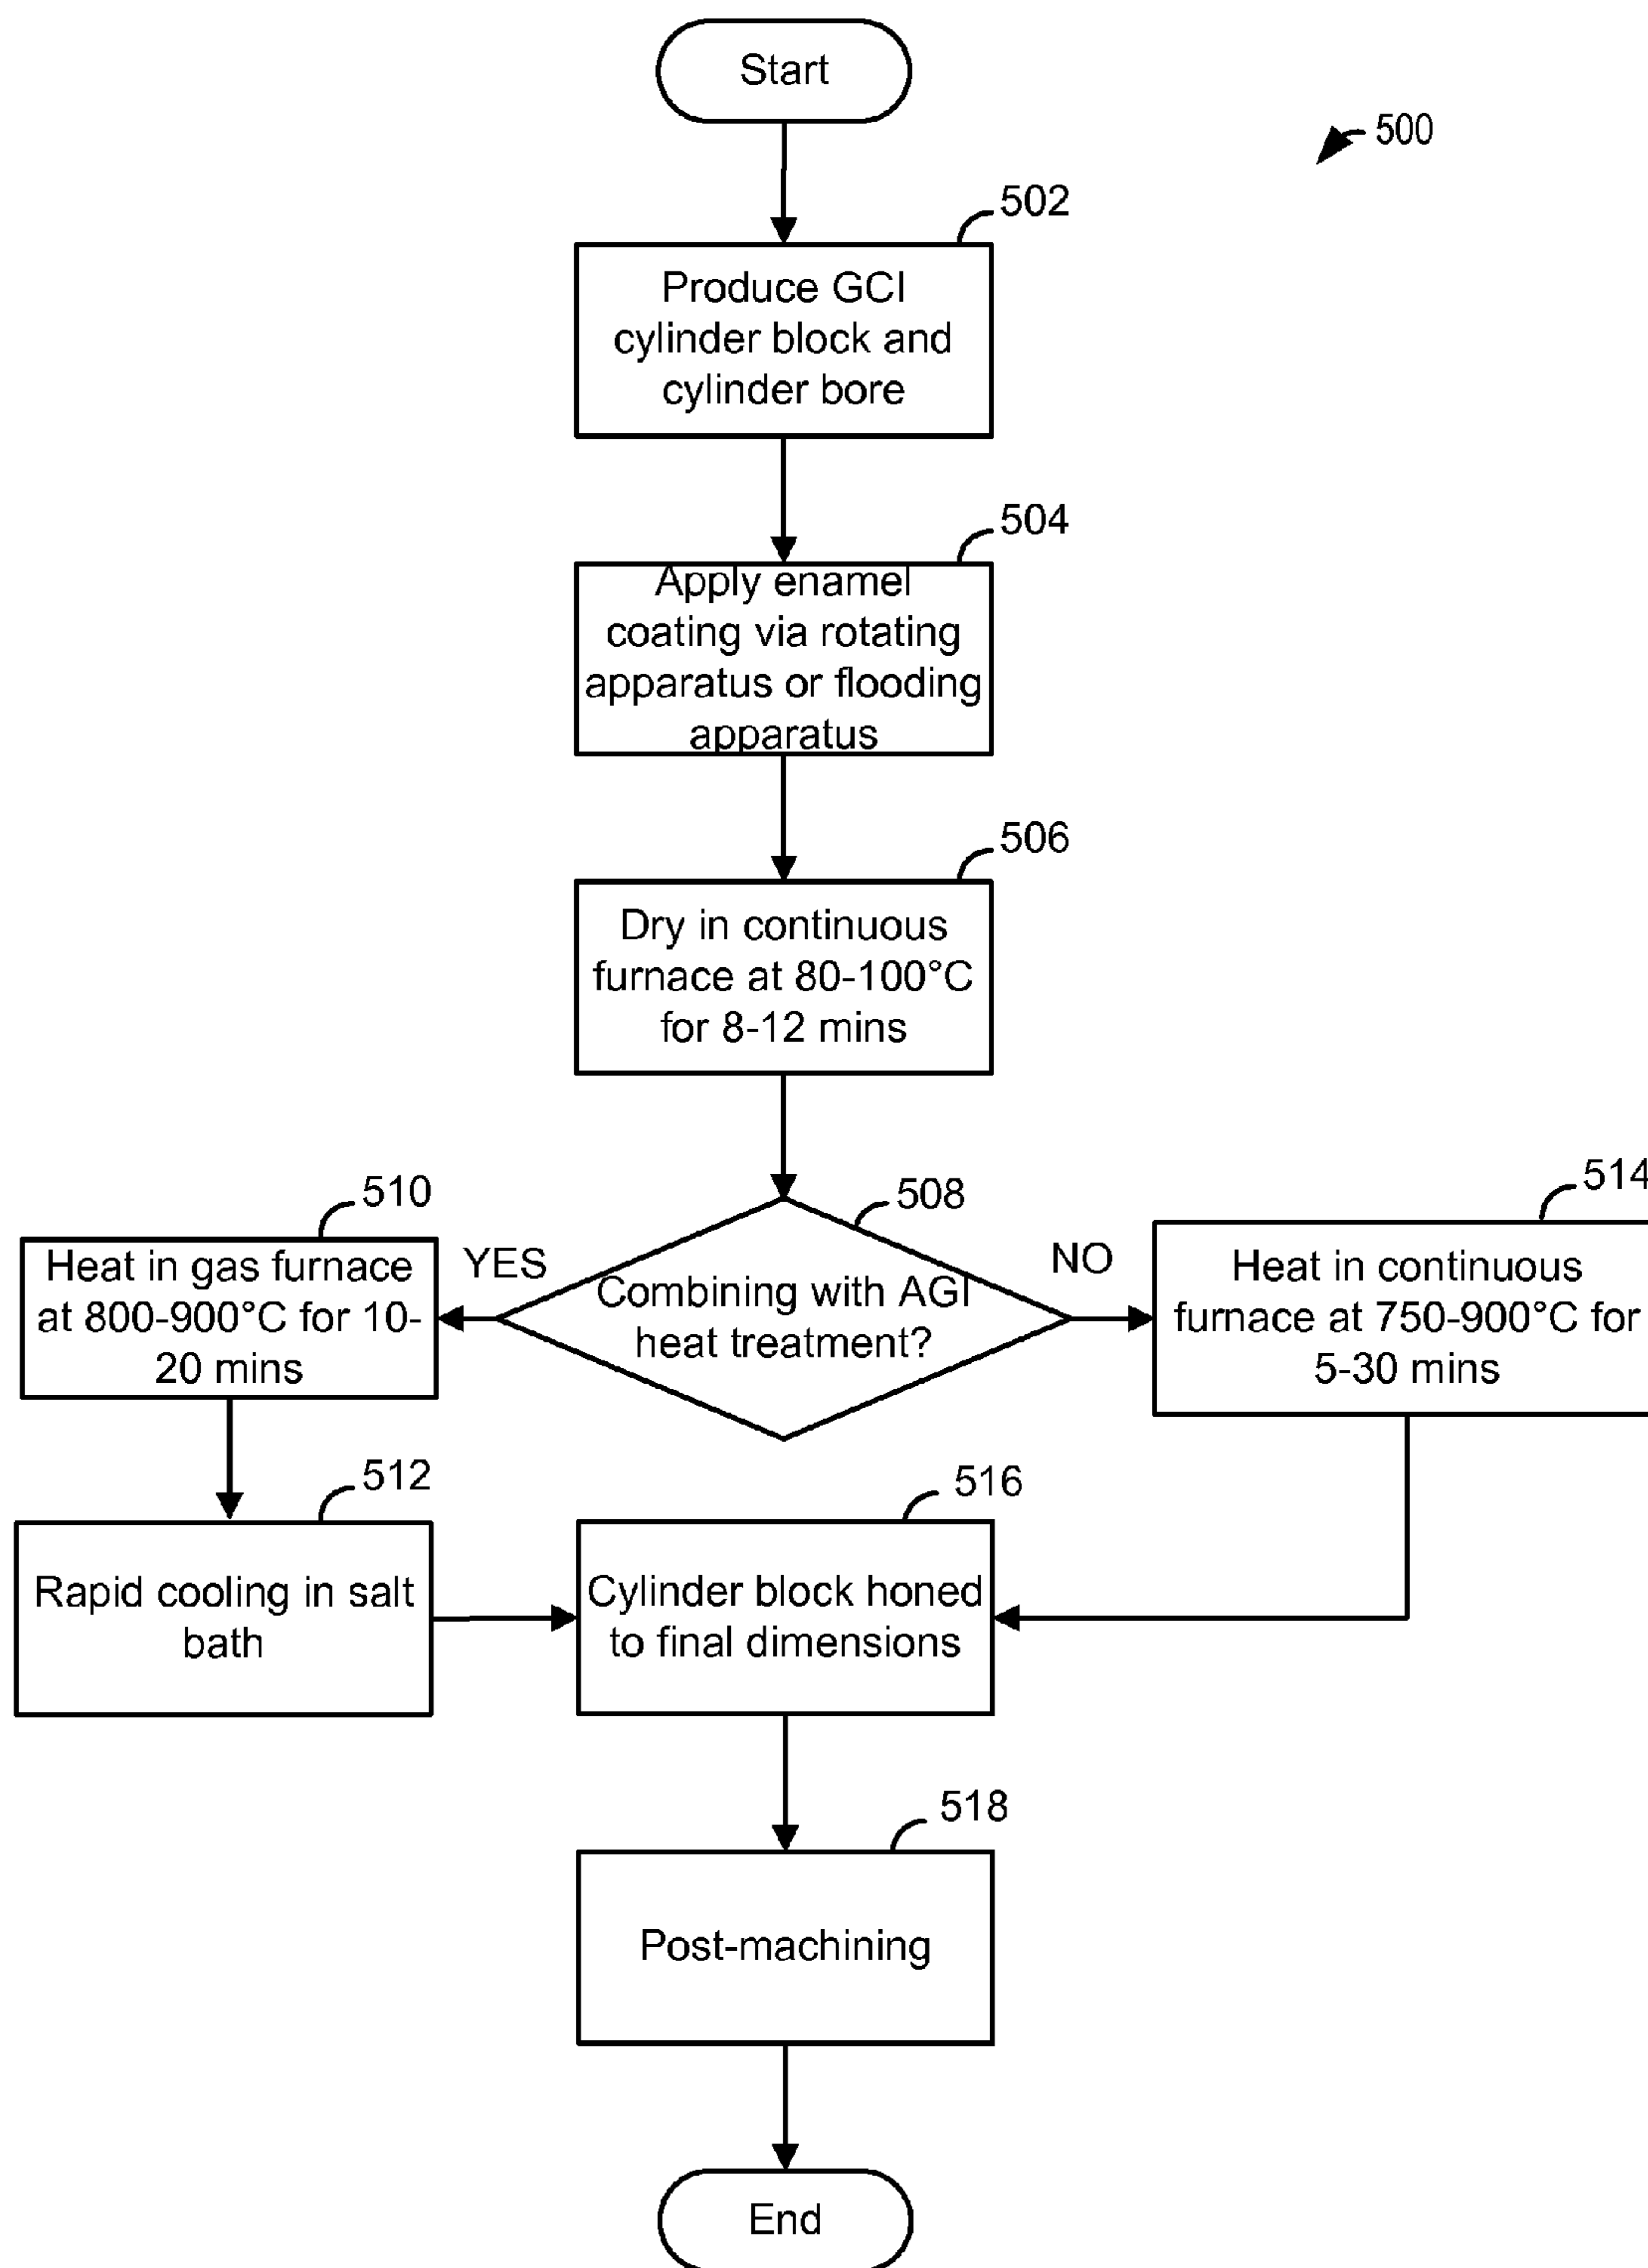 Start
500
502
Produce GCI
cylinder block and
cylinder bore
504
Apply enamel
coating via rotating
apparatus or flooding
apparatus
506
Dry in continuous
furnace at 80-100°C
for 8-12 mins
508
Combining with AGI
heat treatment?
YES
NO
510
Heat in gas furnace
at 800-900°C for 10-
20 mins
514
Heat in continuous
furnace at 750-900°C for
5-30 mins
512
Rapid cooling in salt
bath
516
Cylinder block honed
to final dimensions
518
Post-machining
End